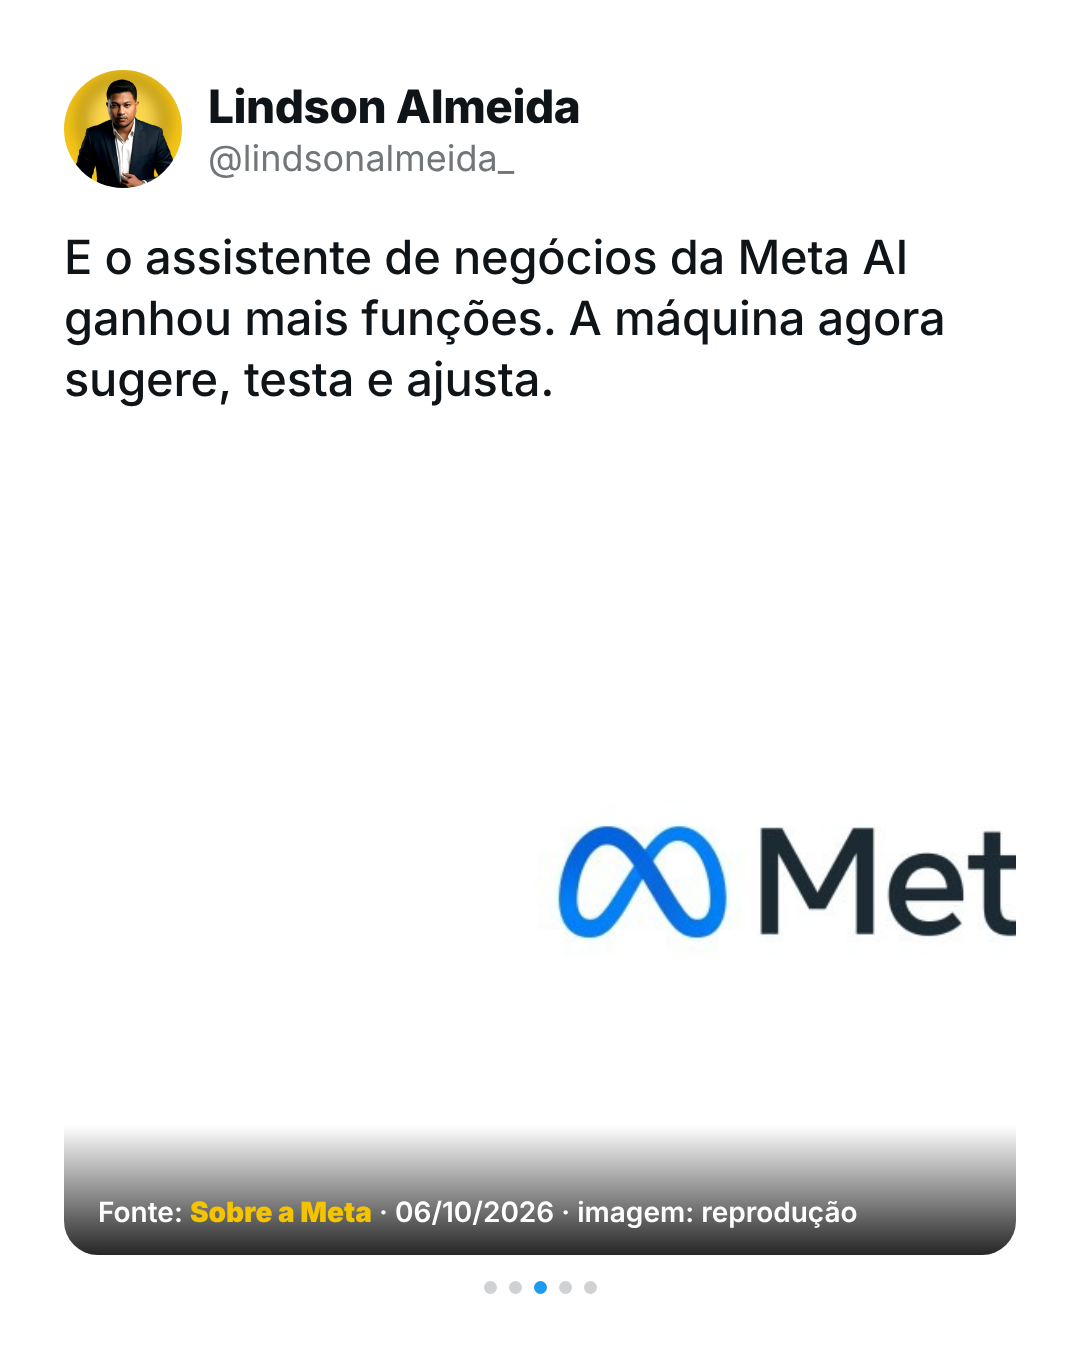 Lindson Almeida
@lindsonalmeida_
E o assistente de negócios da Meta AI
ganhou mais funções. A máquina agora
sugere, testa e ajusta.
Met
Fonte: Sobre a Meta · 06/10/2026 · imagem: reprodução